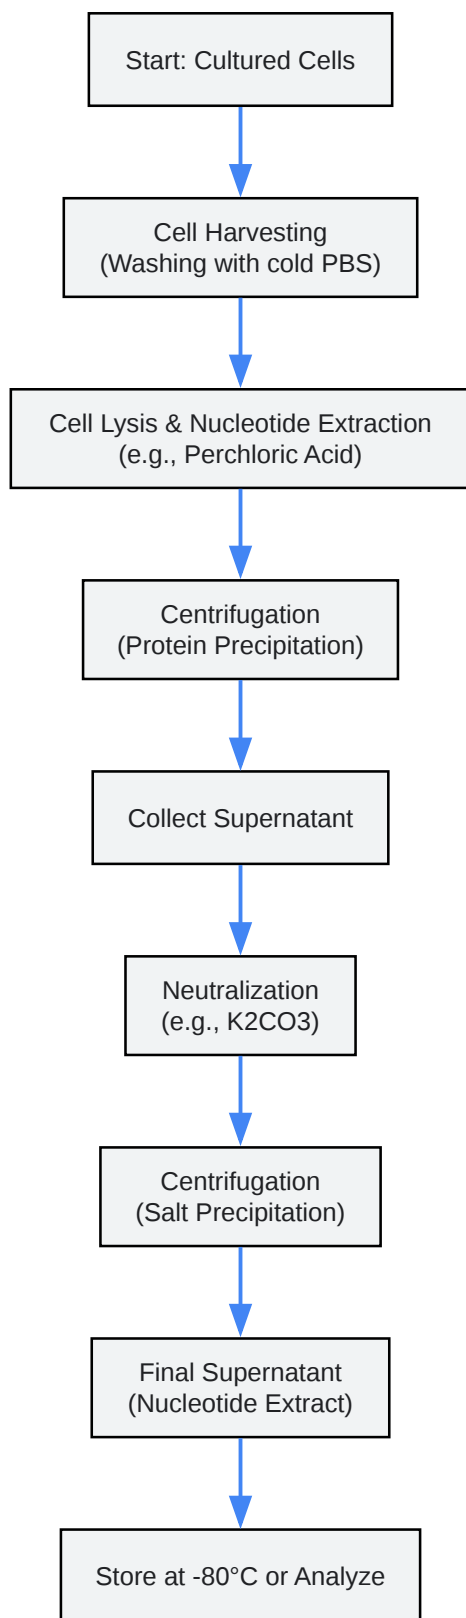 Start: Cultured Cells
Cell Harvesting
(Washing with cold PBS)
Cell Lysis & Nucleotide Extraction
(e.g., Perchloric Acid)
Centrifugation
(Protein Precipitation)
Collect Supernatant
Neutralization
(e.g., K2CO3)
Centrifugation
(Salt Precipitation)
Final Supernatant
(Nucleotide Extract)
Store at -80°C or Analyze